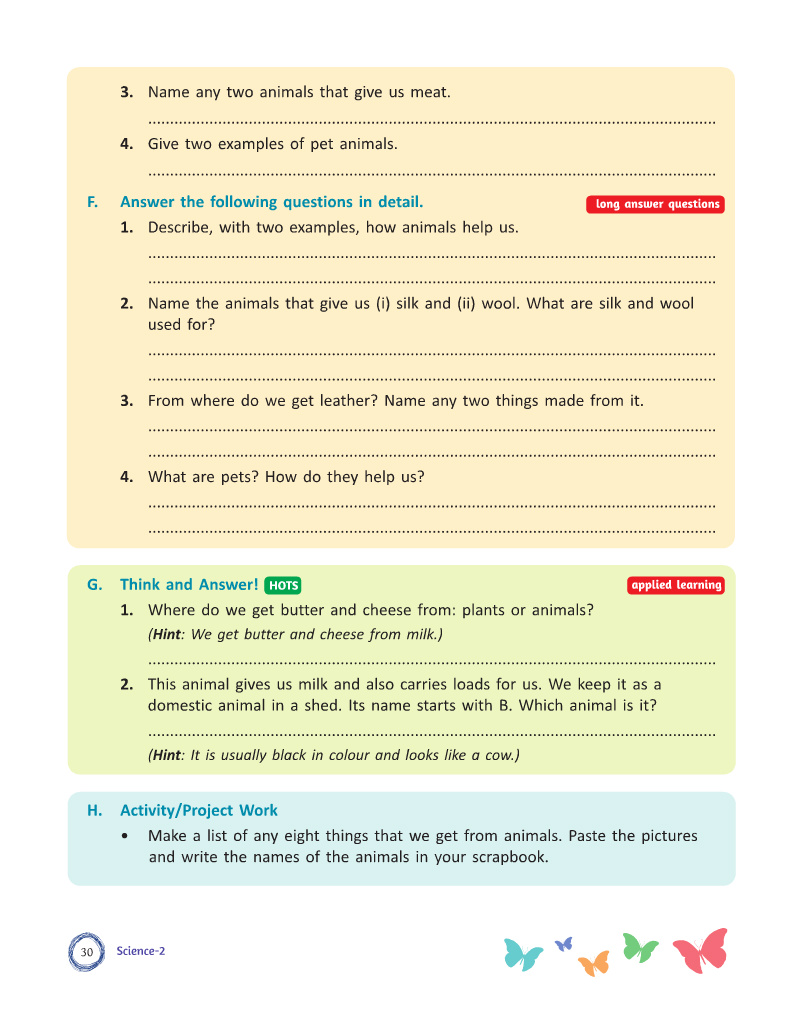 3. Name any two animals that give us meat.
........................................................................................................................................
4. Give two examples of pet animals.
........................................................................................................................................
F. Answer the following questions in detail. long answer questions
1. Describe, with two examples, how animals help us.
........................................................................................................................................
........................................................................................................................................
2. Name the animals that give us (i) silk and (ii) wool. What are silk and wool
used for?
........................................................................................................................................
........................................................................................................................................
3. From where do we get leather? Name any two things made from it.
........................................................................................................................................
........................................................................................................................................
4. What are pets? How do they help us?
........................................................................................................................................
........................................................................................................................................
G. Think and Answer! HOTS applied learning
1. Where do we get butter and cheese from: plants or animals?
(Hint: We get butter and cheese from milk.)
........................................................................................................................................
2. This animal gives us milk and also carries loads for us. We keep it as a
domestic animal in a shed. Its name starts with B. Which animal is it?
........................................................................................................................................
(Hint: It is usually black in colour and looks like a cow.)
H. Activity/Project Work
• Make a list of any eight things that we get from animals. Paste the pictures
and write the names of the animals in your scrapbook.
30 Science-2